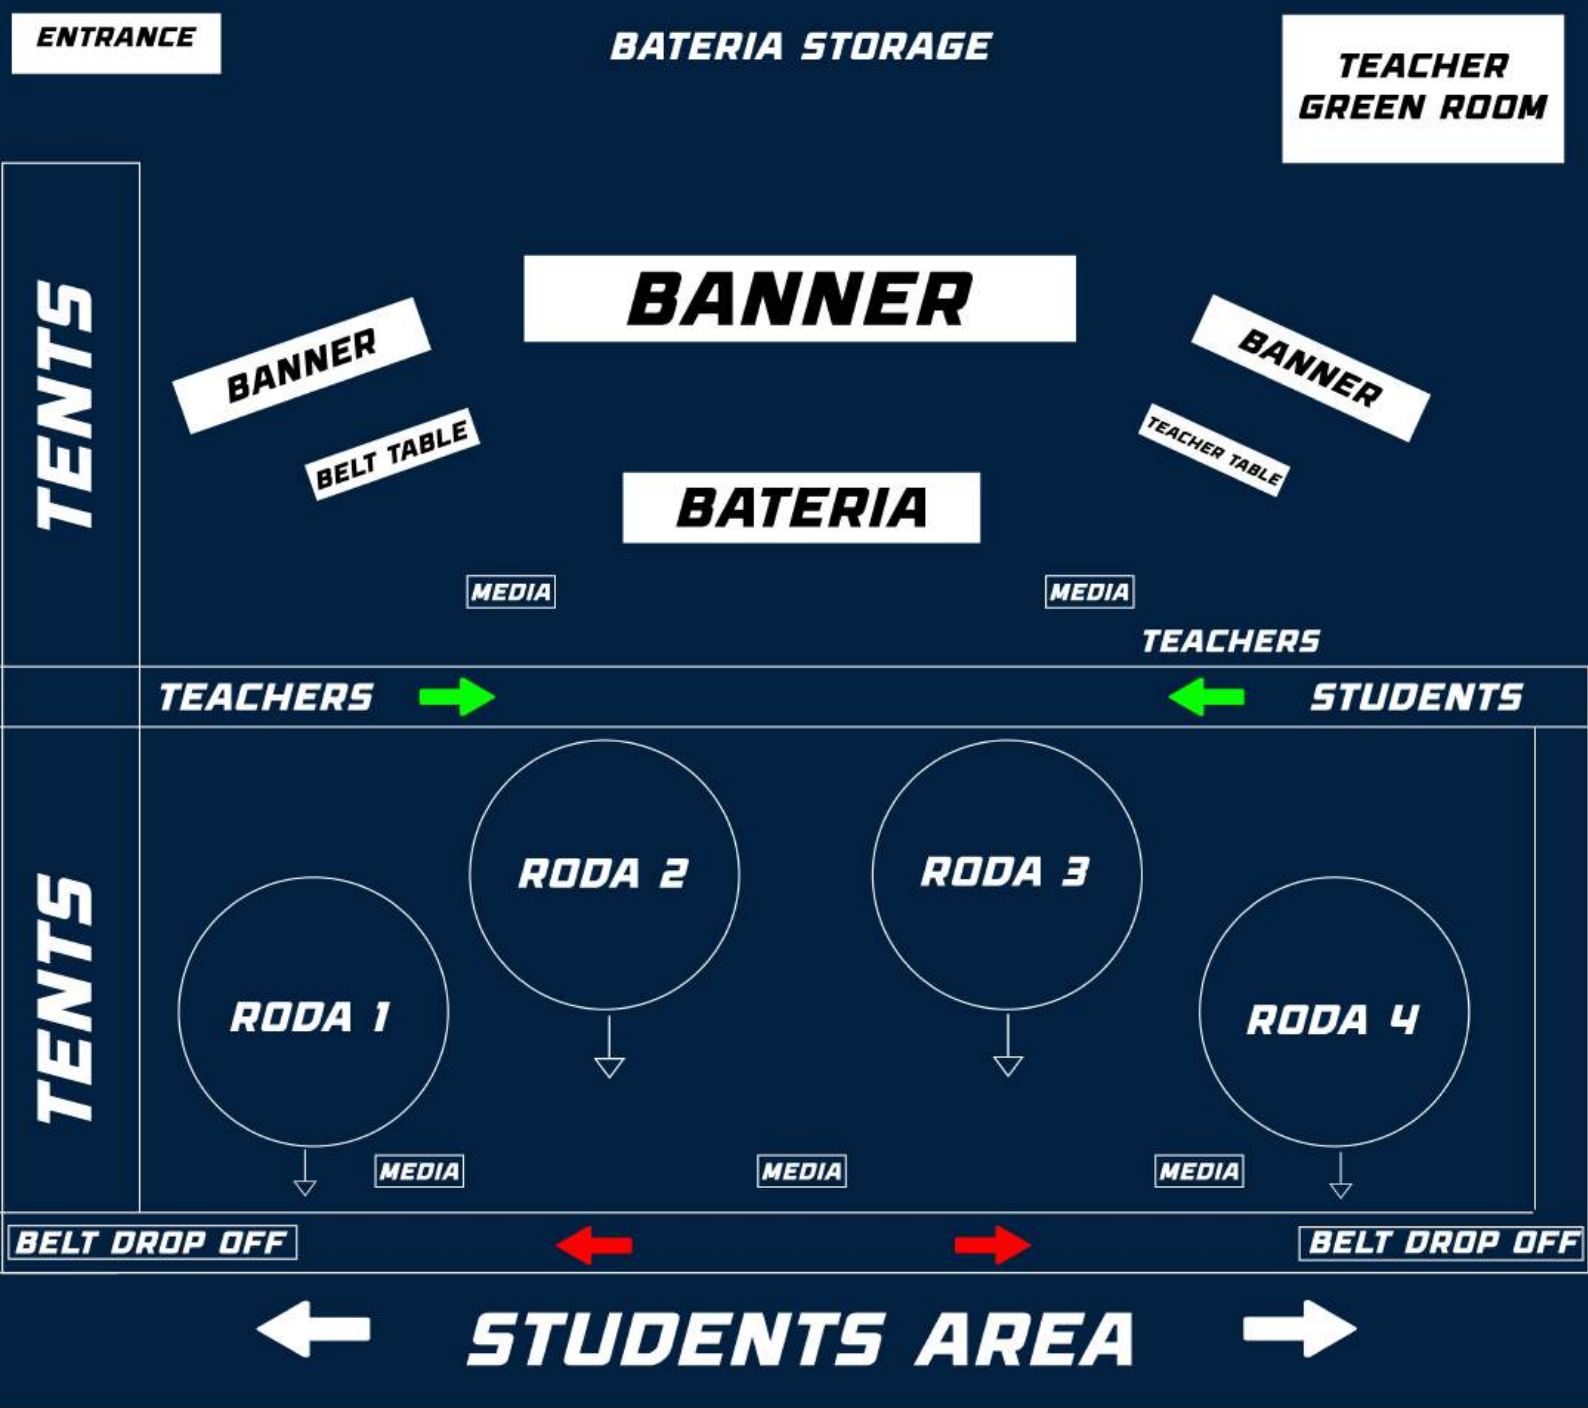 ENTRANCE
BATERIA STORAGE
TEACHER
GREEN ROOM
TENTS
BANNER
BANNER
BANNER
BELT TABLE
TEACHER TABLE
BATERIA
MEDIA
MEDIA
TEACHERS
TEACHERS
STUDENTS
TENTS
RODA 1
RODA 2
RODA 3
RODA 4
MEDIA
MEDIA
MEDIA
BELT DROP OFF
BELT DROP OFF
STUDENTS AREA